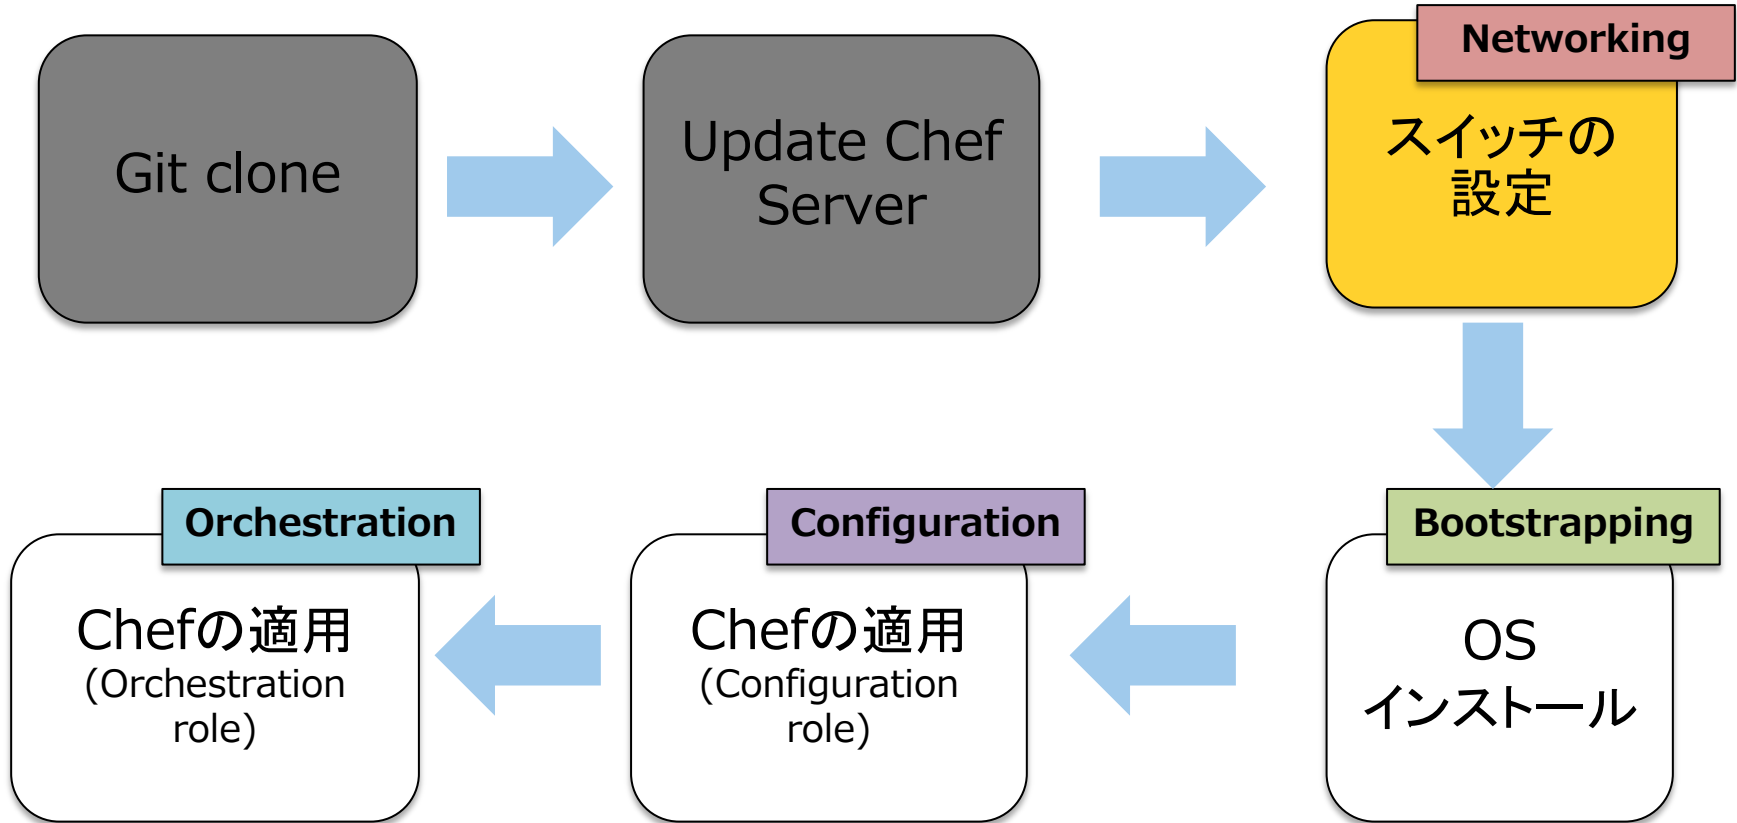 Git clone
Update Chef
Server
Networking
スイッチの
設定
Bootstrapping
OS
インストール
Configuration
Chefの適用
(Configuration
role)
Orchestration
Chefの適用
(Orchestration
role)